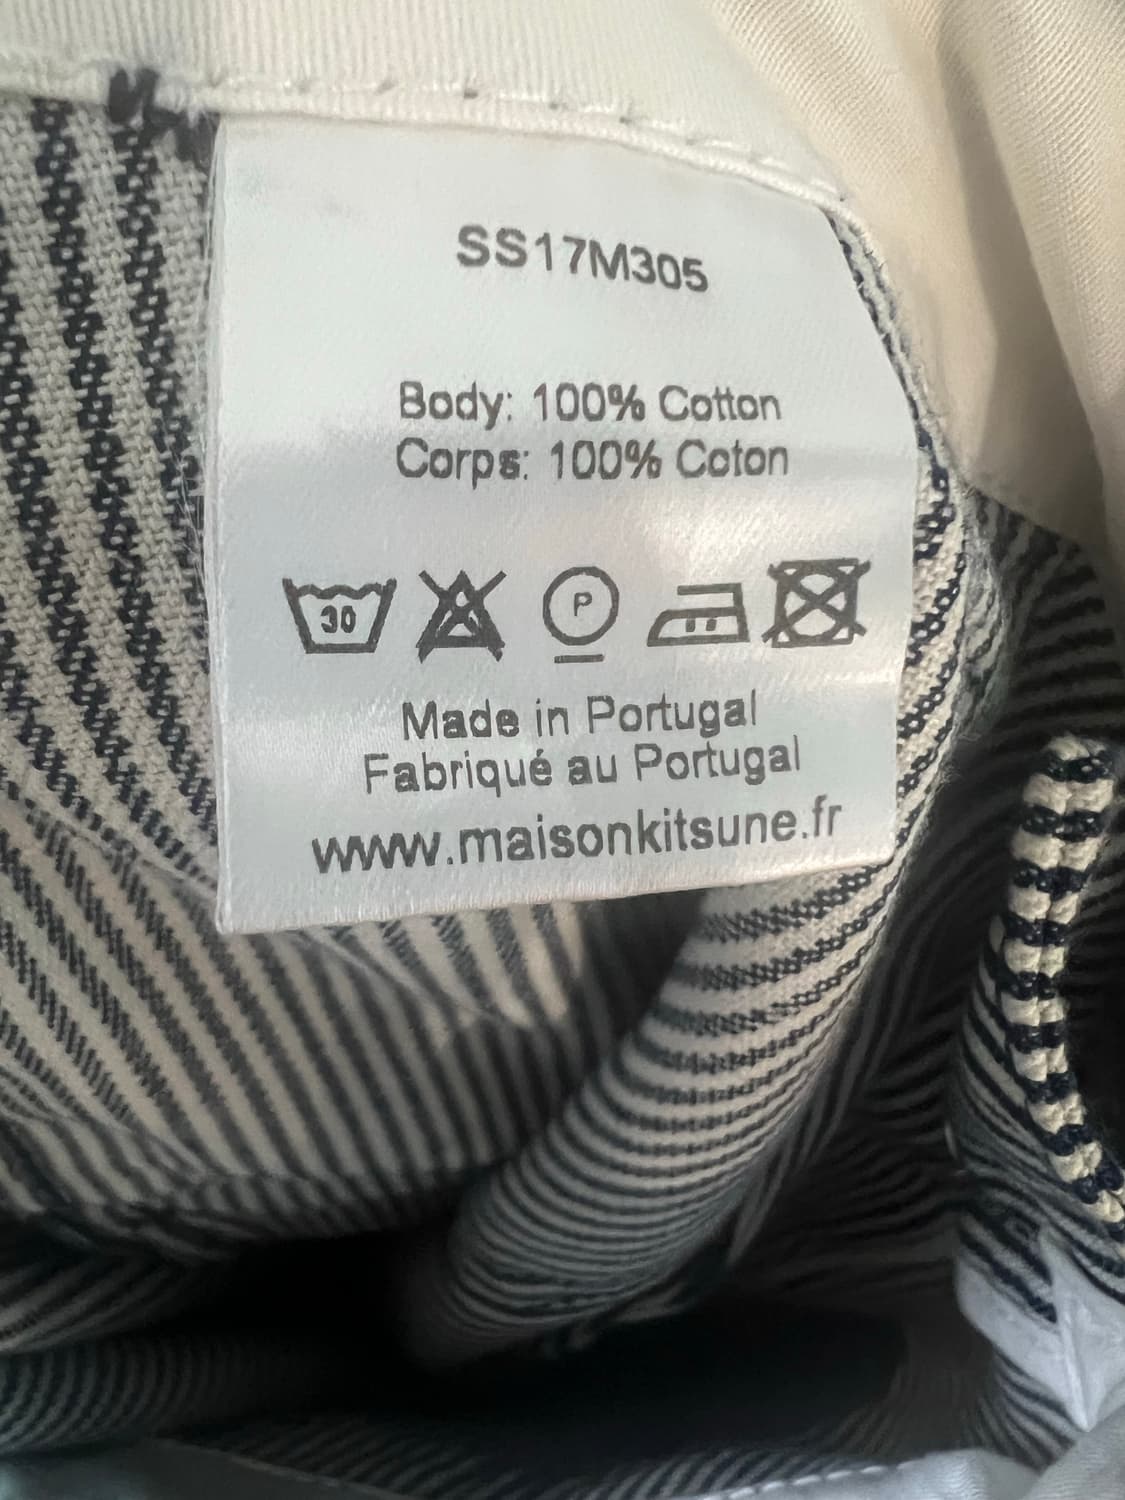 SS17M305
Body: 100% Cotton
Corps: 100% Coton
30 P
Made in Portugal
Fabriqué au Portugal
www.maisonkitsune.fr